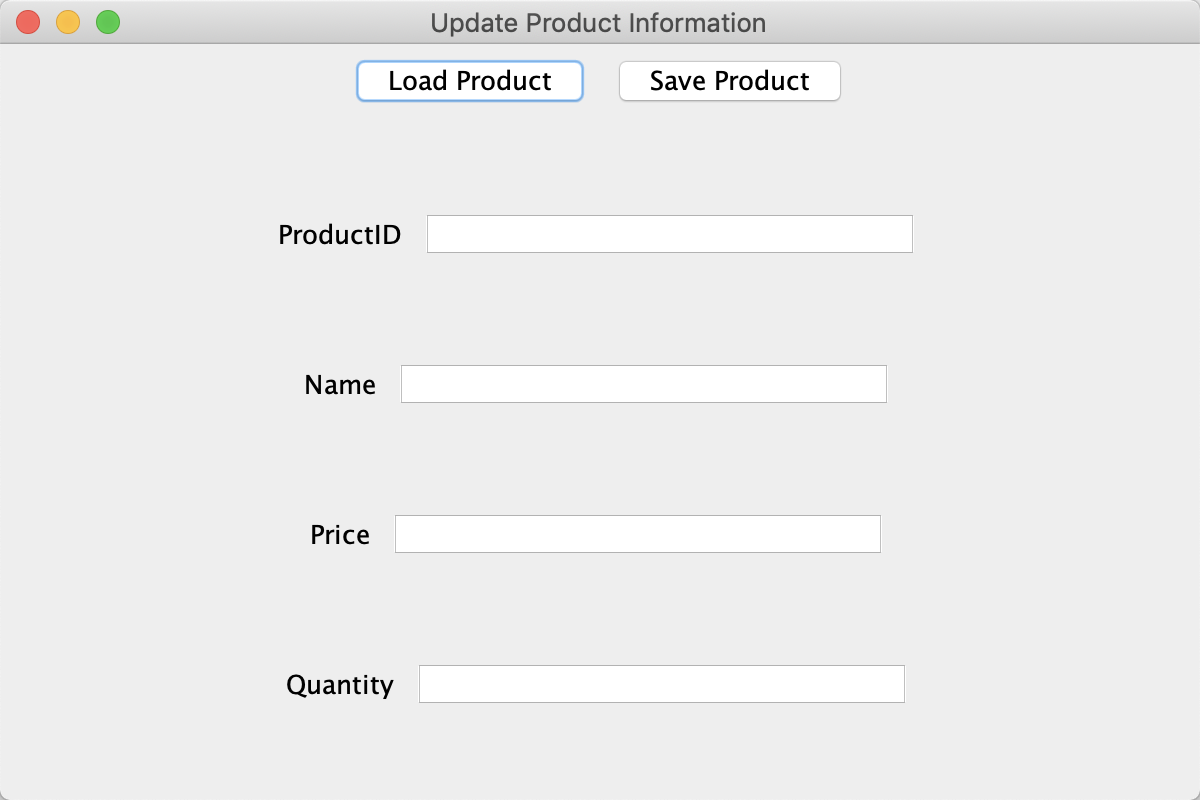 Update Product Information
Load Product Save Product
ProductID
Name
Price
Quantity